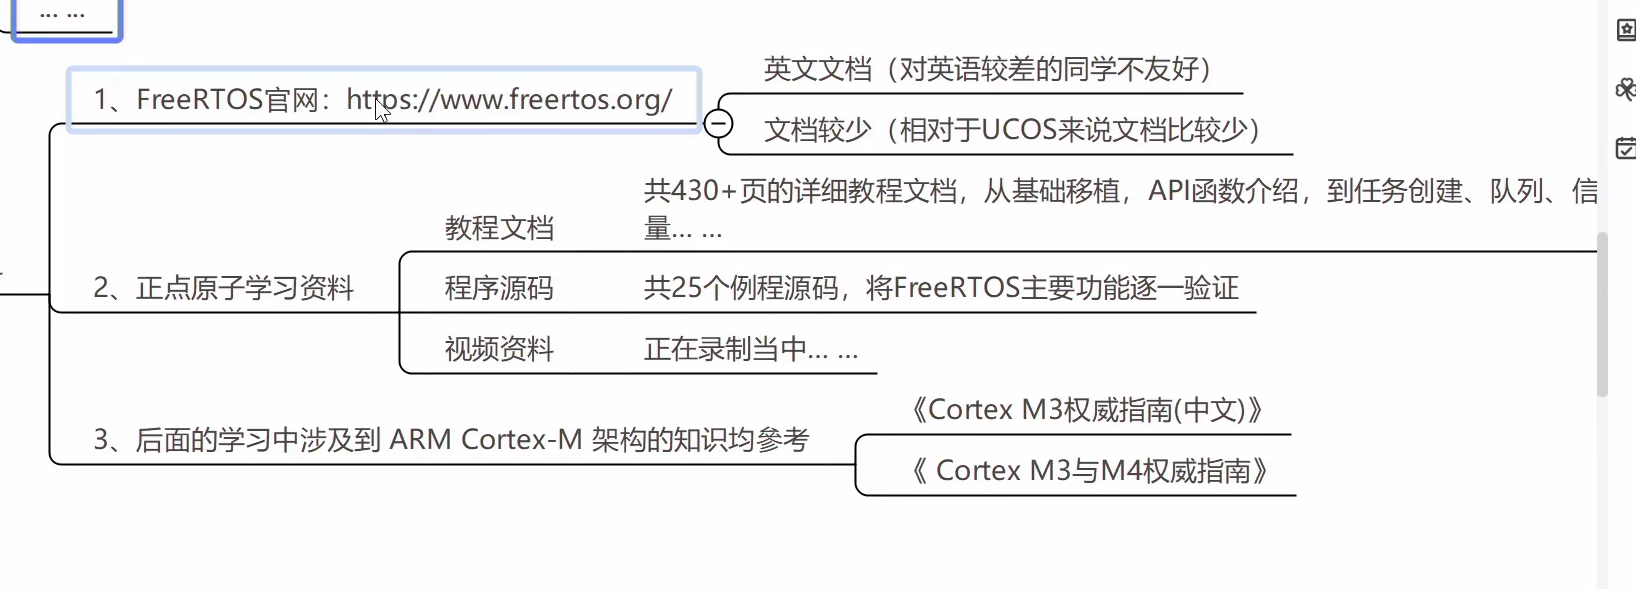 ... ...
1、FreeRTOS官网：https://www.freertos.org/
英文文档（对英语较差的同学不友好）
文档较少（相对于UCOS来说文档比较少）
2、正点原子学习资料
教程文档
共430+页的详细教程文档，从基础移植，API函数介绍，到任务创建、队列、信
量... ...
程序源码
共25个例程源码，将FreeRTOS主要功能逐一验证
视频资料
正在录制当中... ...
3、后面的学习中涉及到 ARM Cortex-M 架构的知识均參考
《Cortex M3权威指南(中文)》
《 Cortex M3与M4权威指南》